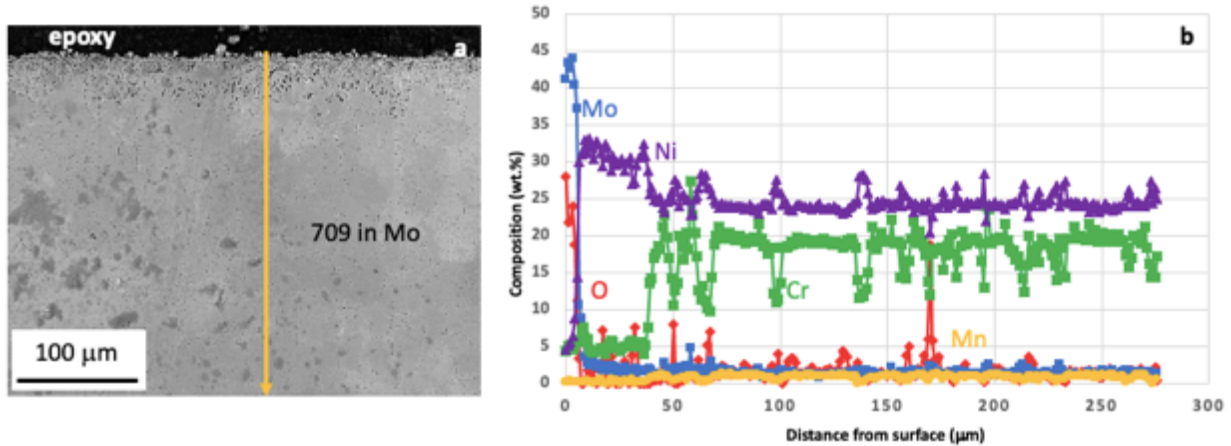 epoxy
a
709 in Mo
100 μm
b
Composition (wt.%)
50
45
40
35
30
25
20
15
10
5
0
Mo
Ni
O
Cr
Mn
0
50
100
150
200
250
300
Distance from surface (μm)